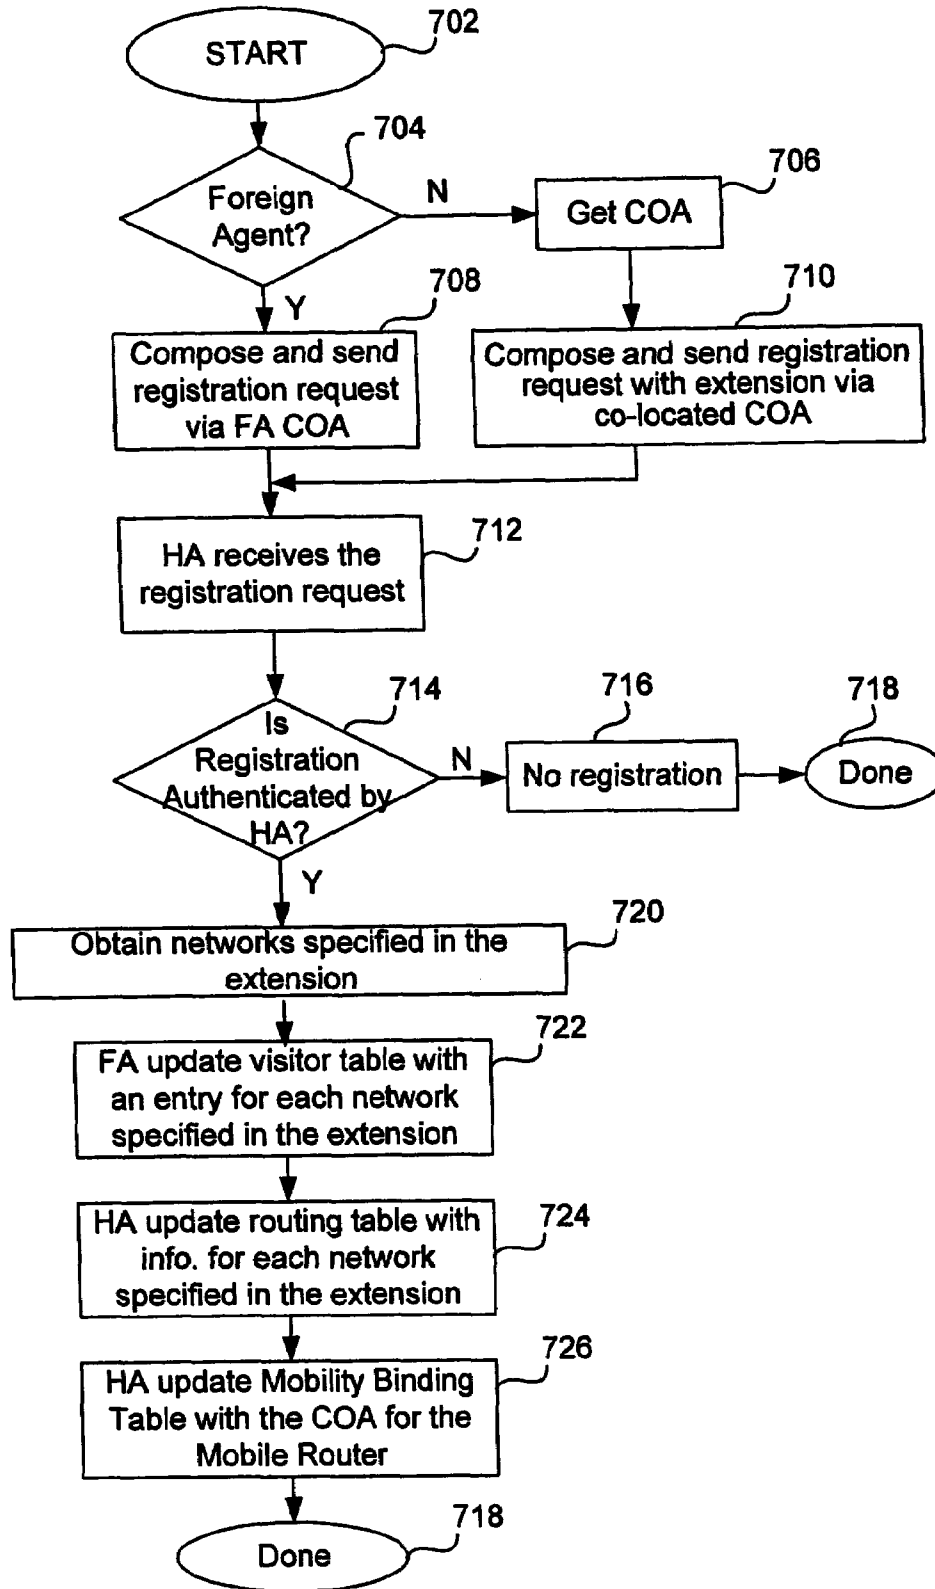 702
START
704
Foreign
Agent?
N
706
Get COA
Y
708
Compose and send
registration request
via FA COA
710
Compose and send registration
request with extension via
co-located COA
712
HA receives the
registration request
714
Is
Registration
Authenticated by
HA?
N
716
No registration
718
Done
Y
720
Obtain networks specified in the
extension
722
FA update visitor table with
an entry for each network
specified in the extension
724
HA update routing table with
info. for each network
specified in the extension
726
HA update Mobility Binding
Table with the COA for the
Mobile Router
718
Done